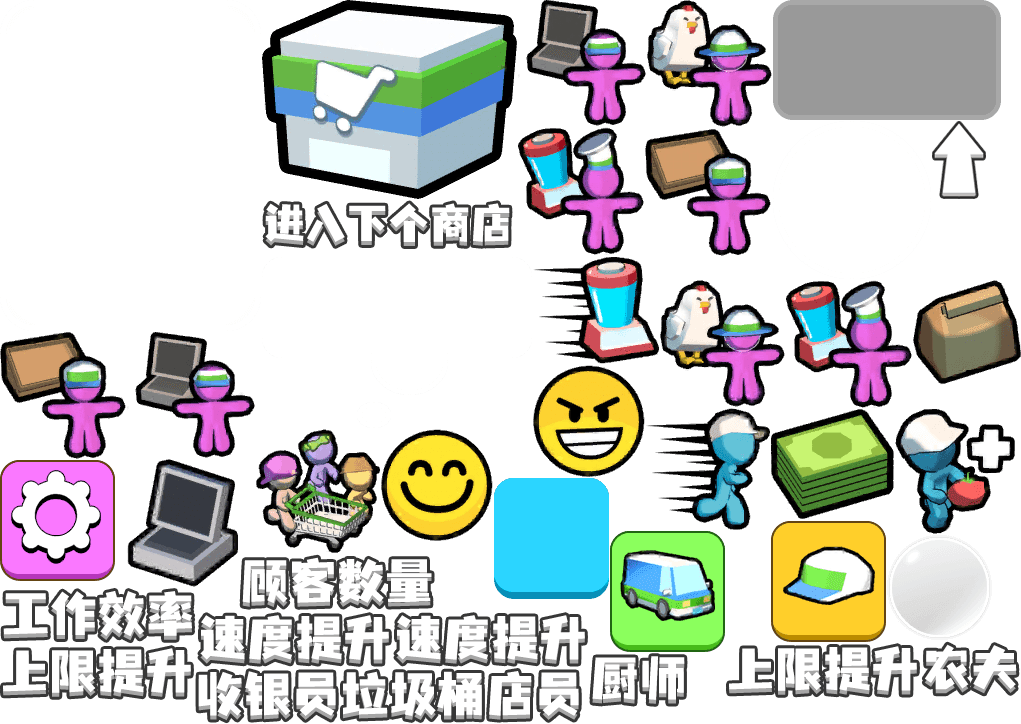 进入下个商店
顾客数量
工作效率
速度提升 速度提升
上限提升
收银员 垃圾桶 店员
厨师
上限提升 农夫